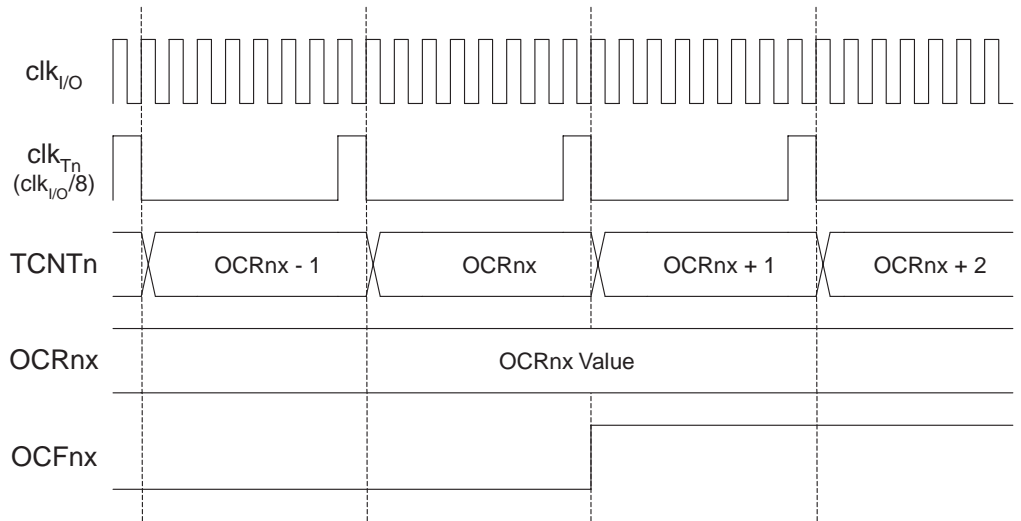 clkI/O
clkTn
(clkI/O/8)
TCNTn
OCRnx - 1
OCRnx
OCRnx + 1
OCRnx + 2
OCRnx
OCRnx Value
OCFnx